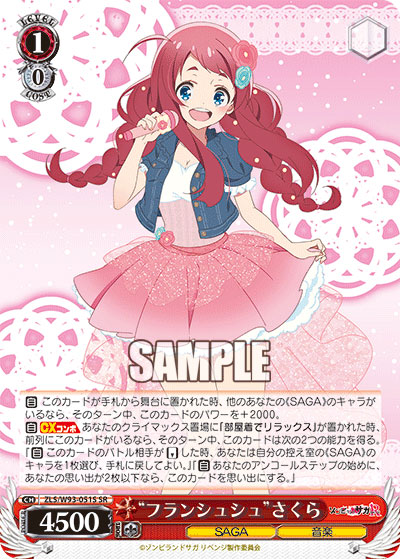 LEVEL
1
0
COST
SAMPLE
自 このカードが手札から舞台に置かれた時、他のあなたの《SAGA》のキャラがいるなら、そのターン中、このカードのパワーを+2000。
自 CXコンボ あなたのクライマックス置場に「部屋着でリラックス」が置かれた時、前列にこのカードがいるなら、そのターン中、このカードは次の2つの能力を得る。
『自 このカードのバトル相手が【リバース】した時、あなたは自分の控え室の《SAGA》のキャラを1枚選び、手札に戻してよい。』『自 あなたのアンコールステップの始めに、あなたの思い出が2枚以下なら、このカードを思い出にする。』
CH ZLS/W93-051S SR
4500
“フランシュシュ”さくら
ゾンビランドサガR
SAGA
音楽
©ゾンビランドサガ リベンジ製作委員会